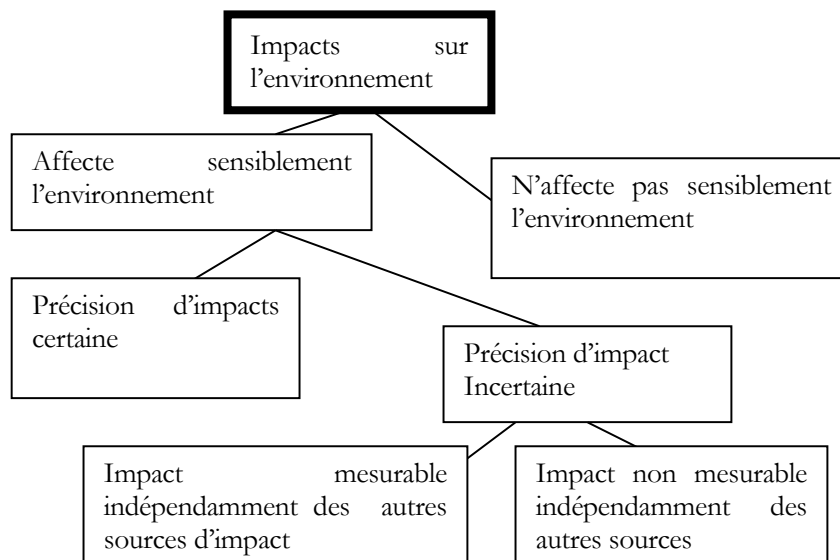 Impacts sur
l’environnement
Affecte sensiblement
l’environnement
N’affecte pas sensiblement
l’environnement
Précision d’impacts
certaine
Précision d’impact
Incertaine
Impact mesurable
indépendamment des autres
sources d’impact
Impact non mesurable
indépendamment des
autres sources